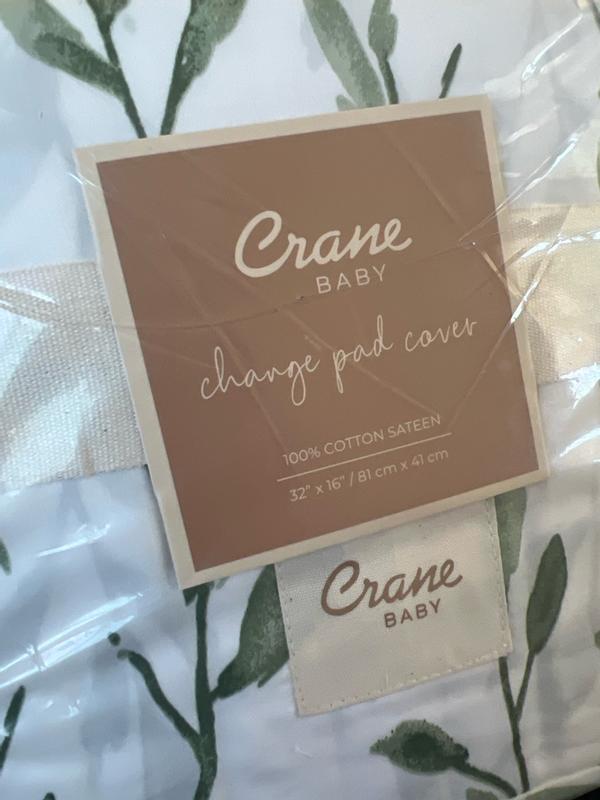 Crane
BABY
change pad cover
100% COTTON SATEEN
32" x 16" / 81 cm x 41 cm
Crane
BABY